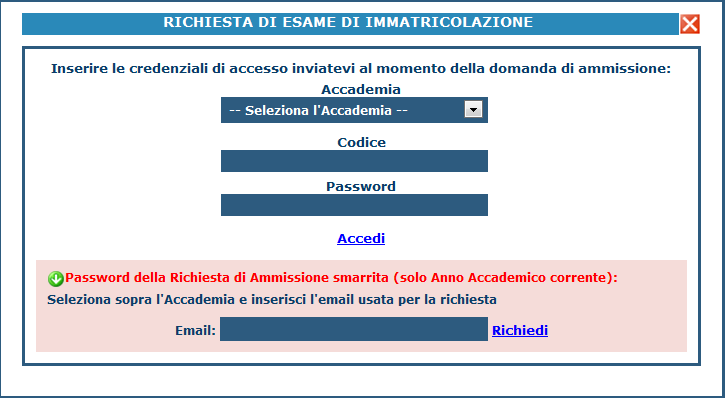 RICHIESTA DI ESAME DI IMMATRICOLAZIONE
Inserire le credenziali di accesso inviatevi al momento della domanda di ammissione:
Accademia
-- Seleziona l'Accademia --
Codice
Password
Accedi
Password della Richiesta di Ammissione smarrita (solo Anno Accademico corrente):
Seleziona sopra l'Accademia e inserisci l'email usata per la richiesta
Email: Richiedi